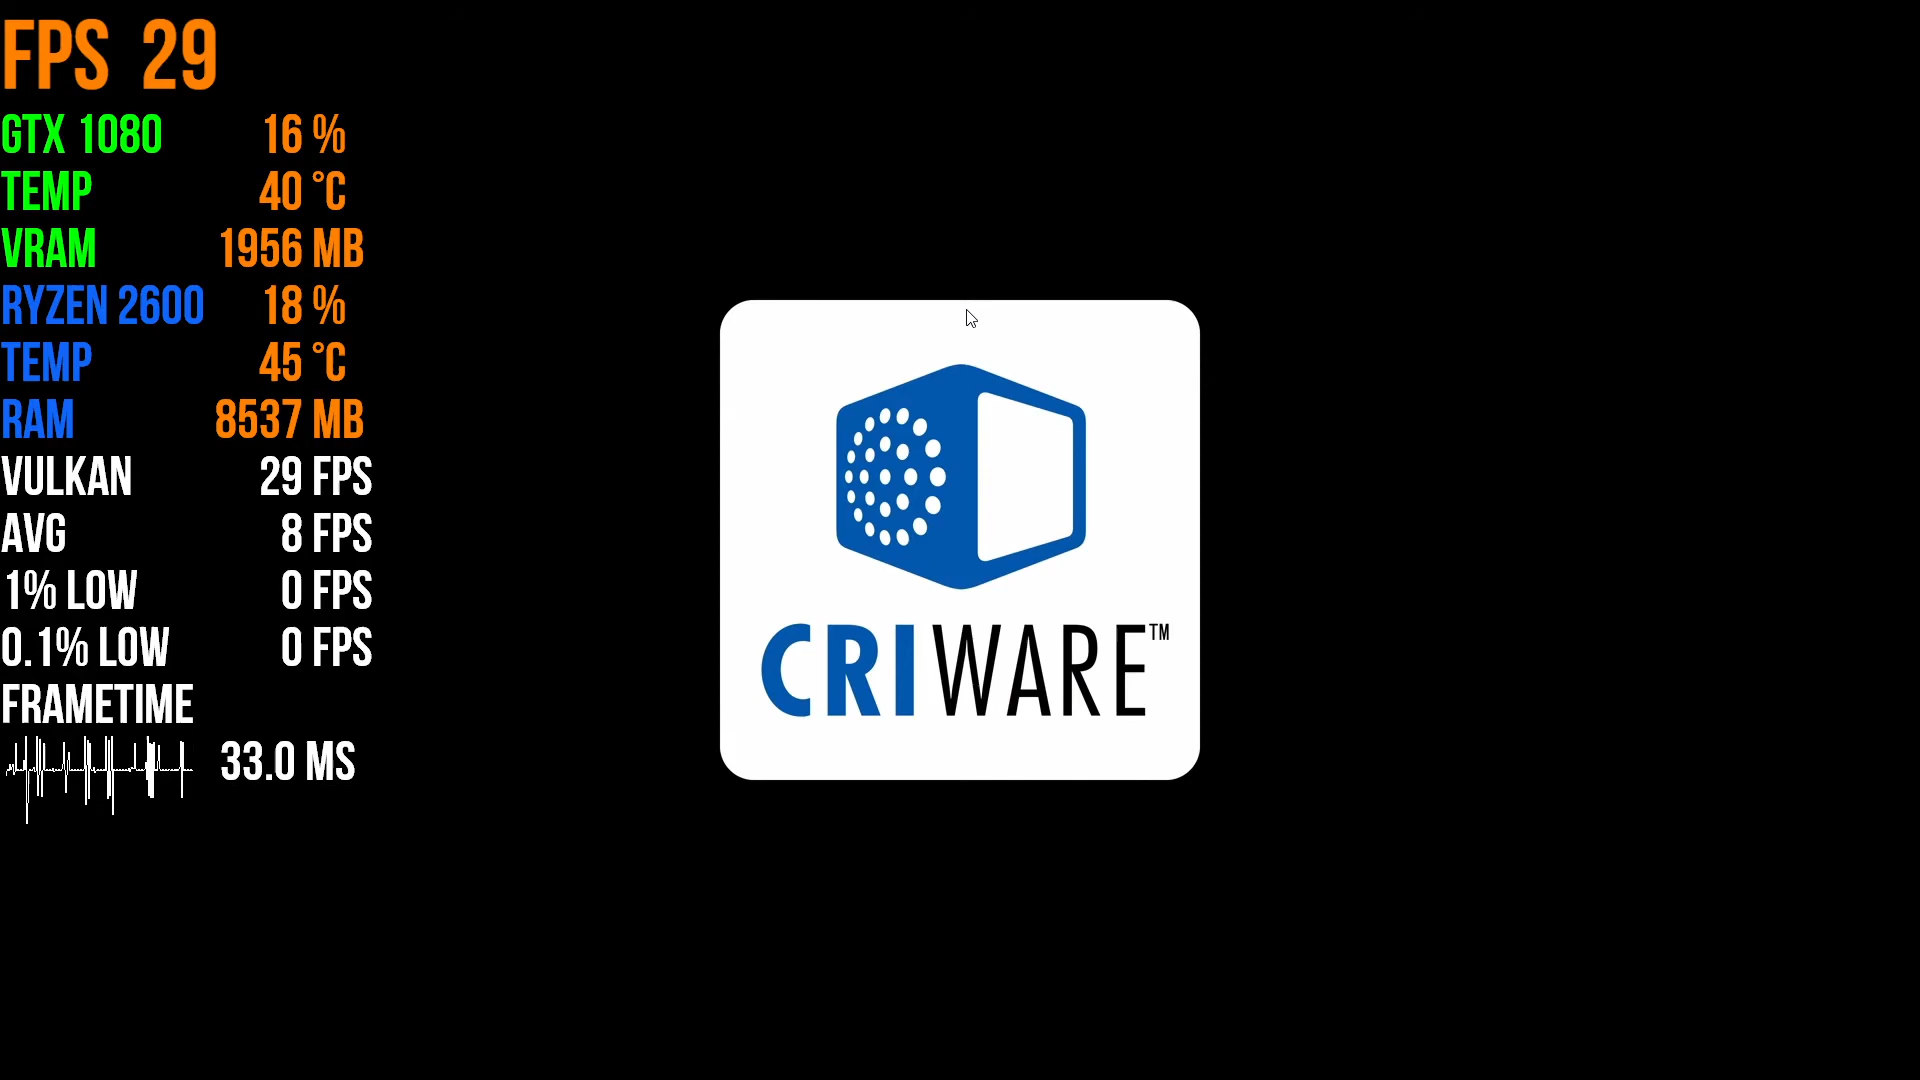 FPS 29
GTX 1080 16 %
TEMP 40 °C
VRAM 1956 MB
RYZEN 2600 18 %
TEMP 45 °C
RAM 8537 MB
VULKAN 29 FPS
AVG 8 FPS
1% LOW 0 FPS
0.1% LOW 0 FPS
FRAMETIME
33.0 MS
CRIWARE™